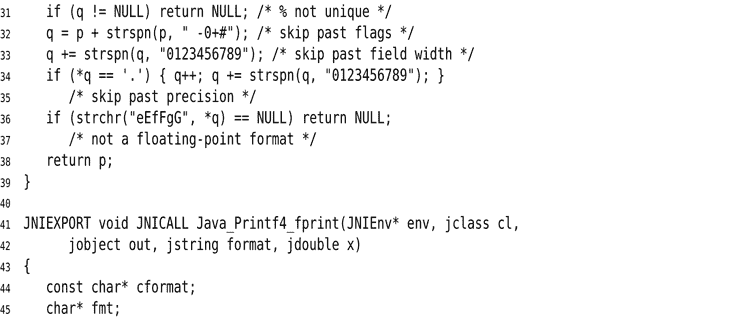 31 if (q != NULL) return NULL; /* % not unique */
32 q = p + strspn(p, " -0+#"); /* skip past flags */
33 q += strspn(q, "0123456789"); /* skip past field width */
34 if (*q == '.') { q++; q += strspn(q, "0123456789"); }
35 /* skip past precision */
36 if (strchr("eEfFgG", *q) == NULL) return NULL;
37 /* not a floating-point format */
38 return p;
39 }
40
41 JNIEXPORT void JNICALL Java_Printf4_fprint(JNIEnv* env, jclass cl,
42 jobject out, jstring format, jdouble x)
43 {
44 const char* cformat;
45 char* fmt;